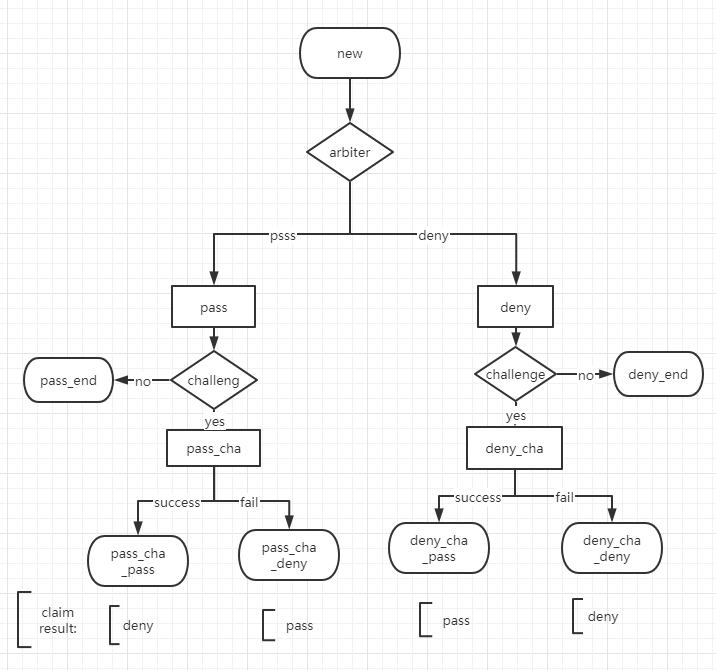 new
arbiter
psss
deny
pass
deny
pass_end
no
challeng
challenge
no
deny_end
yes
yes
pass_cha
deny_cha
success
fail
success
fail
pass_cha
_pass
pass_cha
_deny
deny_cha
_pass
deny_cha
_deny
claim
result:
deny
pass
pass
deny